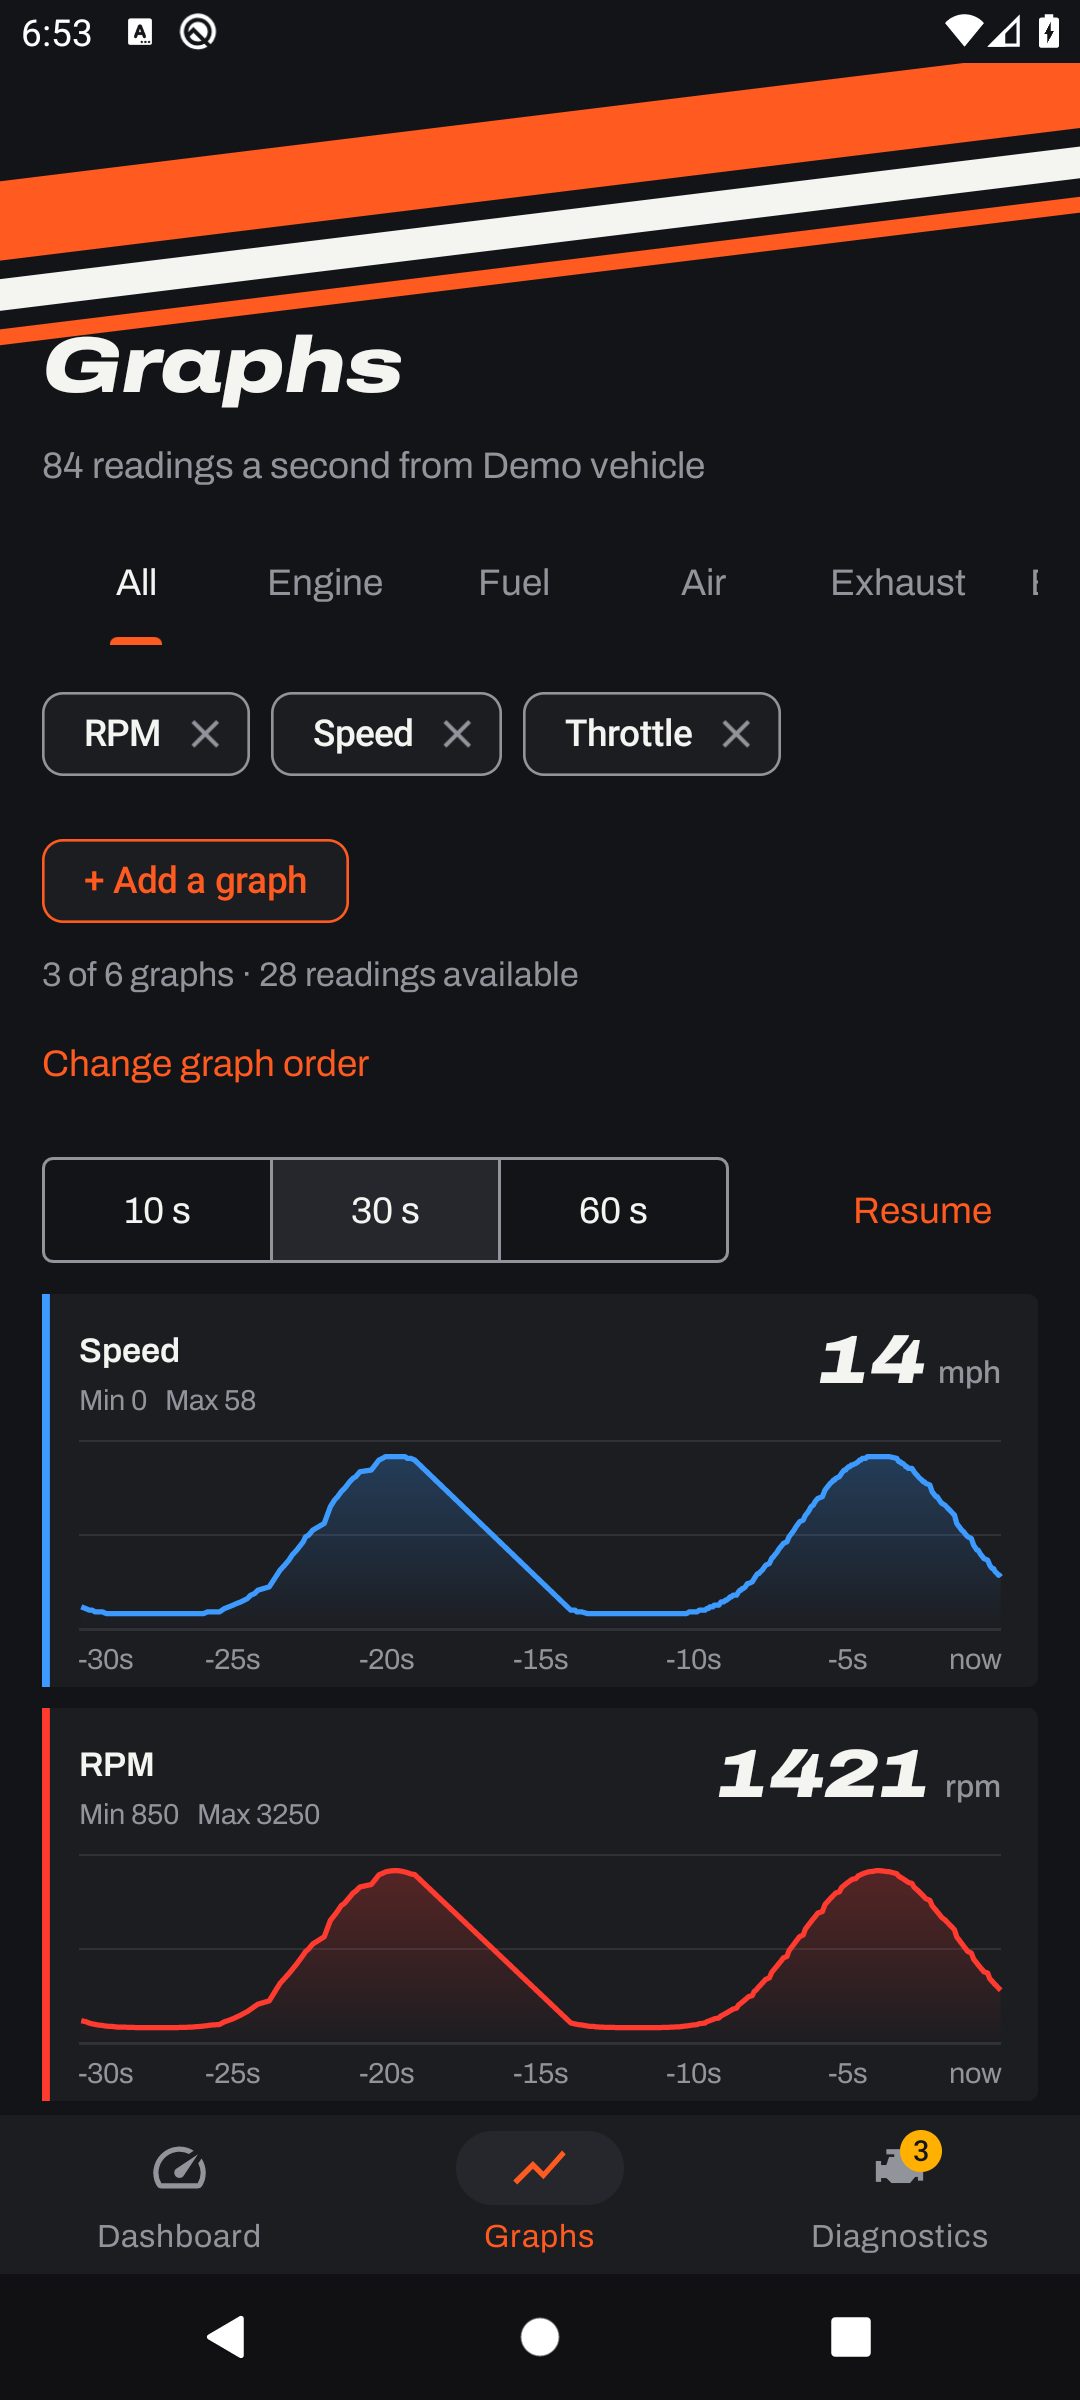 6:53
Graphs
84 readings a second from Demo vehicle
All Engine Fuel Air Exhaust
RPM Speed Throttle
+ Add a graph
3 of 6 graphs · 28 readings available
Change graph order
10 s 30 s 60 s Resume
Speed 14 mph
Min 0 Max 58
-30s -25s -20s -15s -10s -5s now
RPM 1421 rpm
Min 850 Max 3250
-30s -25s -20s -15s -10s -5s now
3
Dashboard Graphs Diagnostics